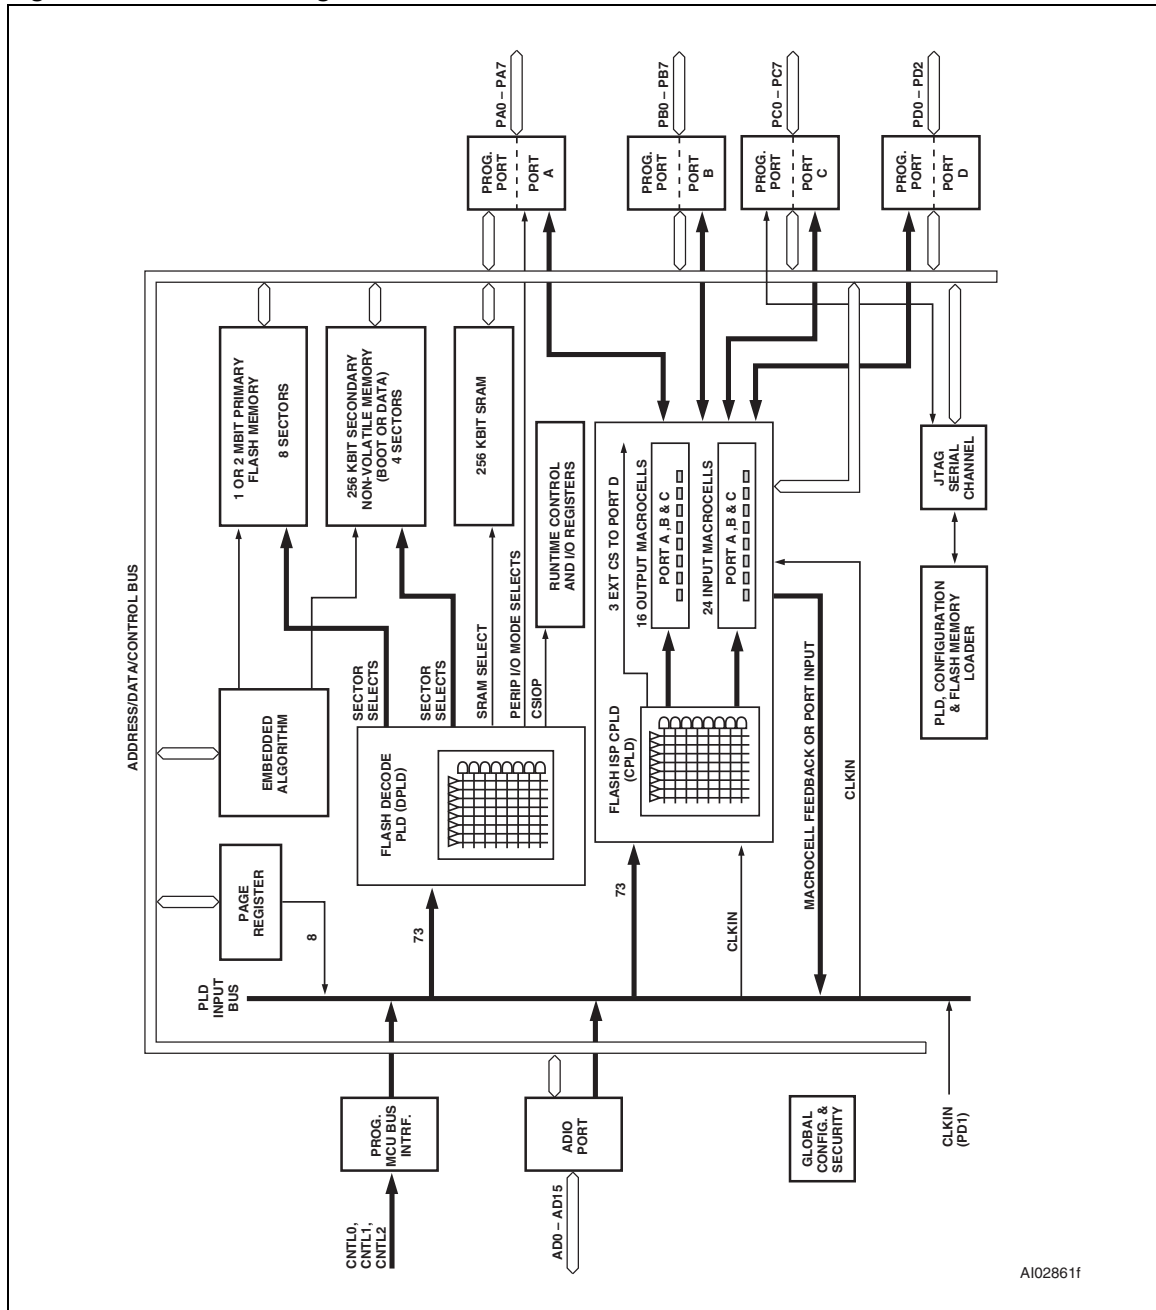 PA0 – PA7
PB0 – PB7
PC0 – PC7
PD0 – PD2
PROG.
PORT
PORT
A
PROG.
PORT
PORT
B
PROG.
PORT
PORT
C
PROG.
PORT
PORT
D
ADDRESS/DATA/CONTROL BUS
1 OR 2 MBIT PRIMARY
FLASH MEMORY
8 SECTORS
256 KBIT SECONDARY
NON-VOLATILE MEMORY
(BOOT OR DATA)
4 SECTORS
256 KBIT SRAM
RUNTIME CONTROL
AND I/O REGISTERS
3 EXT CS TO PORT D
16 OUTPUT MACROCELLS
PORT A ,B & C
24 INPUT MACROCELLS
PORT A ,B & C
JTAG
SERIAL
CHANNEL
PLD, CONFIGURATION
& FLASH MEMORY
LOADER
EMBEDDED
ALGORITHM
SECTOR
SELECTS
SECTOR
SELECTS
SRAM SELECT
PERIP I/O MODE SELECTS
CSIOP
FLASH DECODE
PLD (DPLD)
FLASH ISP CPLD
(CPLD)
MACROCELL FEEDBACK OR PORT INPUT
CLKIN
PAGE
REGISTER
8
73
73
CLKIN
PLD
INPUT
BUS
PROG.
MCU BUS
INTRF.
ADIO
PORT
GLOBAL
CONFIG. &
SECURITY
CLKIN
(PD1)
CNTL0,
CNTL1,
CNTL2
AD0 – AD15
AI02861f